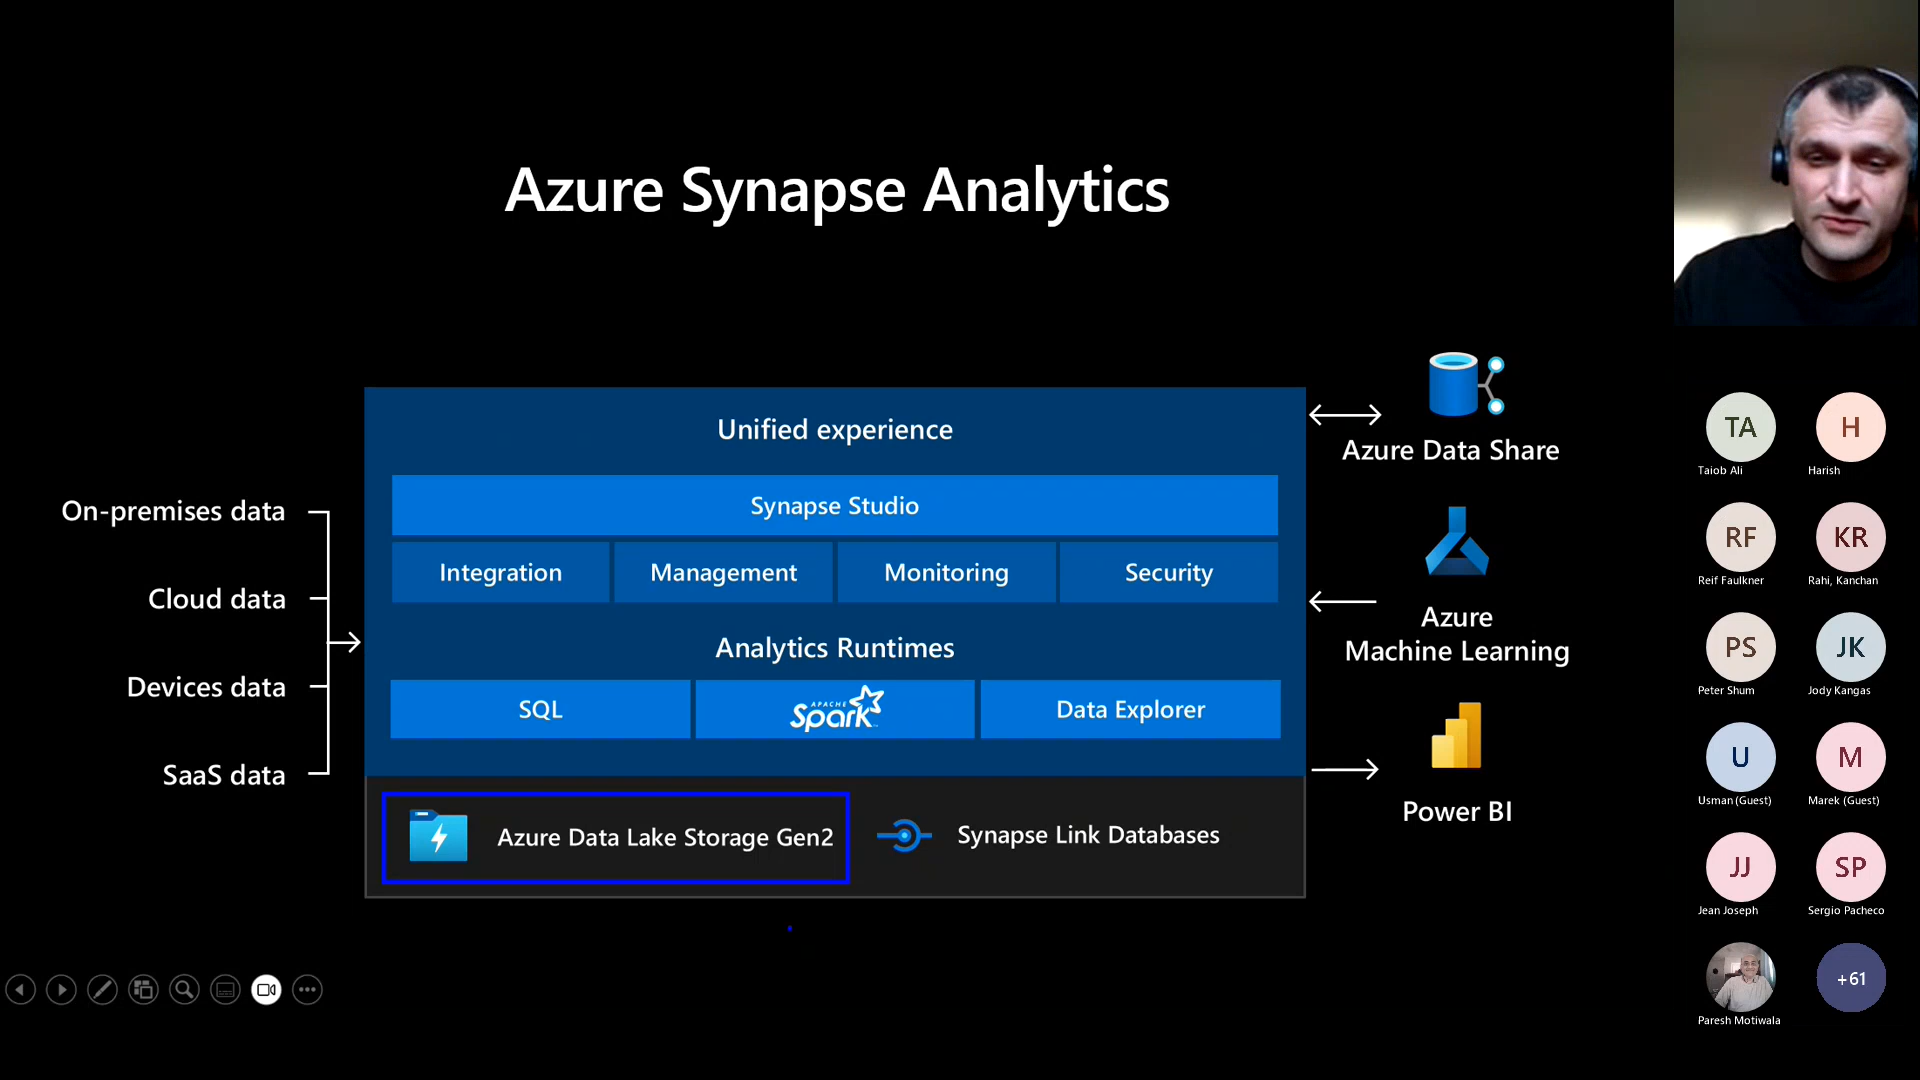 Azure Synapse Analytics
On-premises data
Cloud data
Devices data
SaaS data
Unified experience
Synapse Studio
Integration
Management
Monitoring
Security
Analytics Runtimes
SQL
APACHE
Spark
Data Explorer
Azure Data Lake Storage Gen2
Synapse Link Databases
Azure Data Share
Azure
Machine Learning
Power BI
TA
Taiob Ali
H
Harish
RF
Reif Faulkner
KR
Rahi, Kanchan
PS
Peter Shum
JK
Jody Kangas
U
Usman (Guest)
M
Marek (Guest)
JJ
Jean Joseph
SP
Sergio Pacheco
Paresh Motiwala
+61